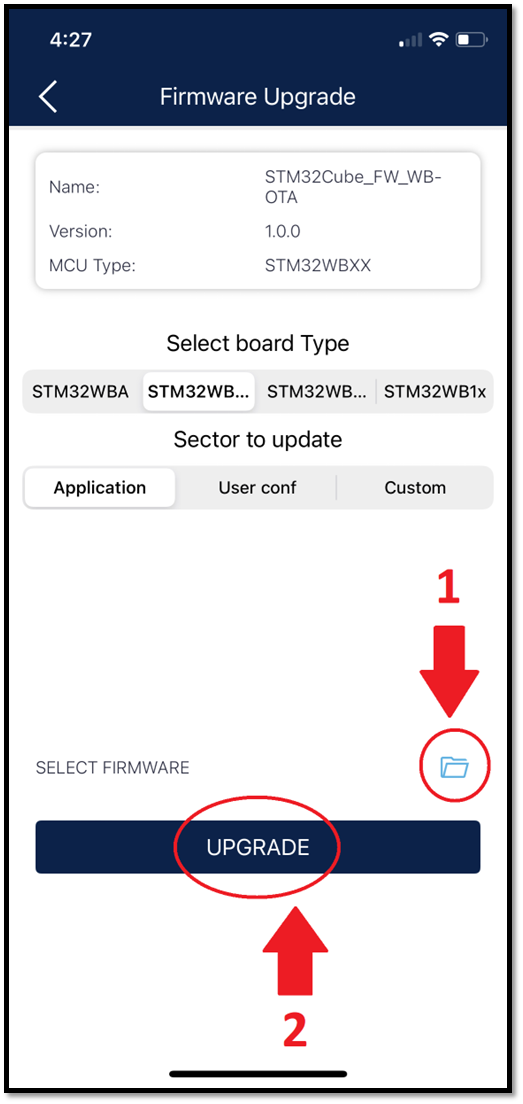 4:27
Firmware Upgrade
Name: STM32Cube_FW_WB-
OTA
Version: 1.0.0
MCU Type: STM32WBXX
Select board Type
STM32WBA STM32WB... STM32WB... STM32WB1x
Sector to update
Application User conf Custom
1
SELECT FIRMWARE
UPGRADE
2